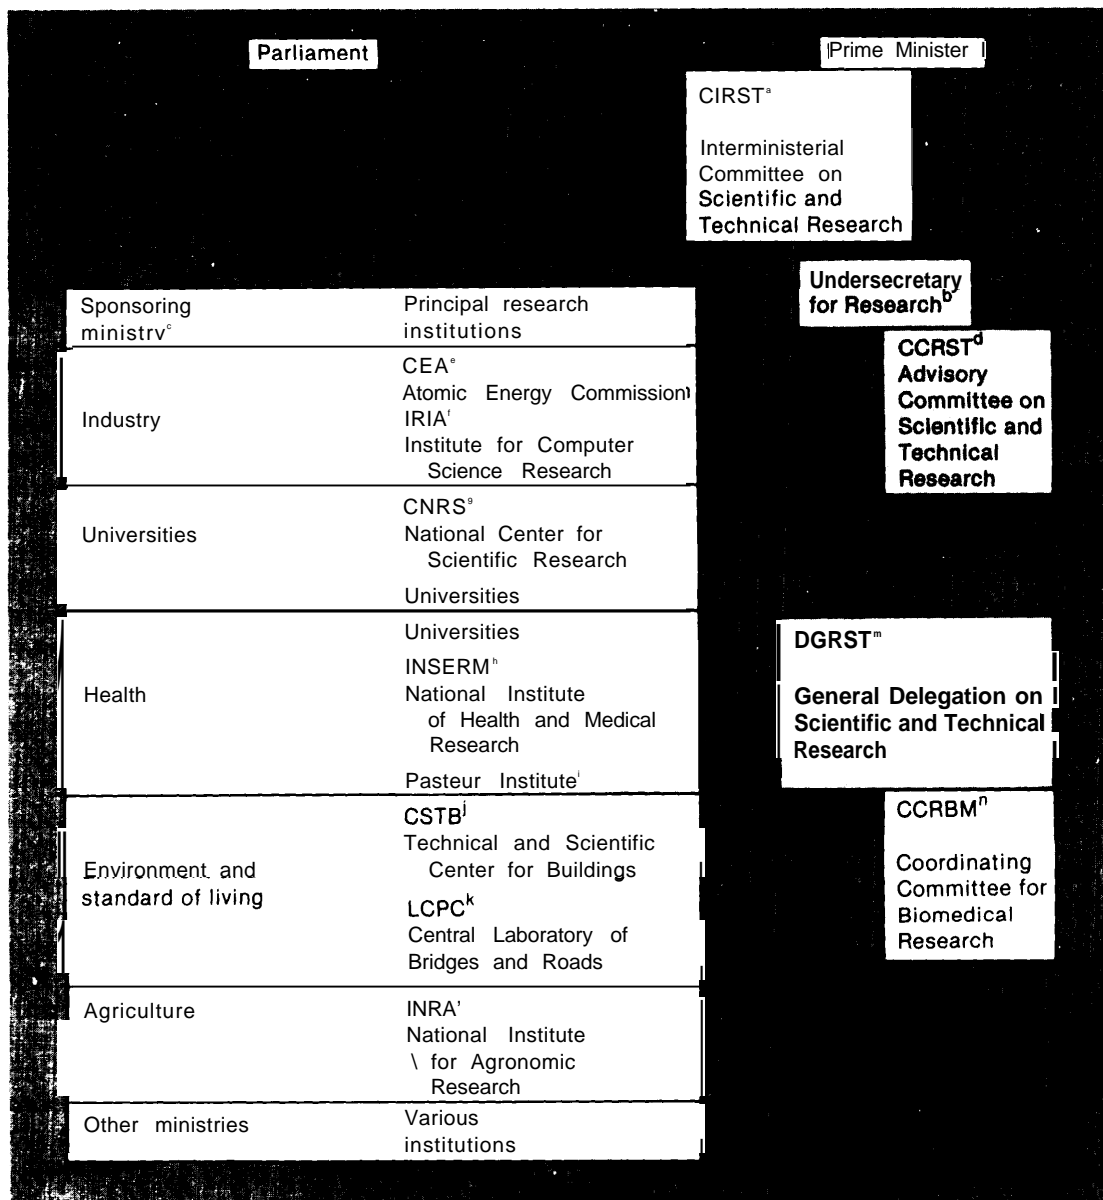 Parliament
Prime Minister
CIRSTᵃ
Interministerial
Committee on
Scientific and
Technical Research
Undersecretary
for Researchᵇ
CCRSTᵈ
Advisory
Committee on
Scientific and
Technical
Research
DGRSTᵐ
General Delegation on
Scientific and Technical
Research
CCRBMⁿ
Coordinating
Committee for
Biomedical
Research
Sponsoring
ministrvᶜ
Principal research
institutions
Industry
CEAᵉ
Atomic Energy Commission
IRIAᶠ
Institute for Computer
Science Research
Universities
CNRSᵍ
National Center for
Scientific Research
Universities
Health
Universities
INSERMʰ
National Institute
of Health and Medical
Research
Pasteur Instituteⁱ
Environment and
standard of living
CSTBʲ
Technical and Scientific
Center for Buildings
LCPCᵏ
Central Laboratory of
Bridges and Roads
Agriculture
INRA'
National Institute
\ for Agronomic
Research
Other ministries
Various
institutions